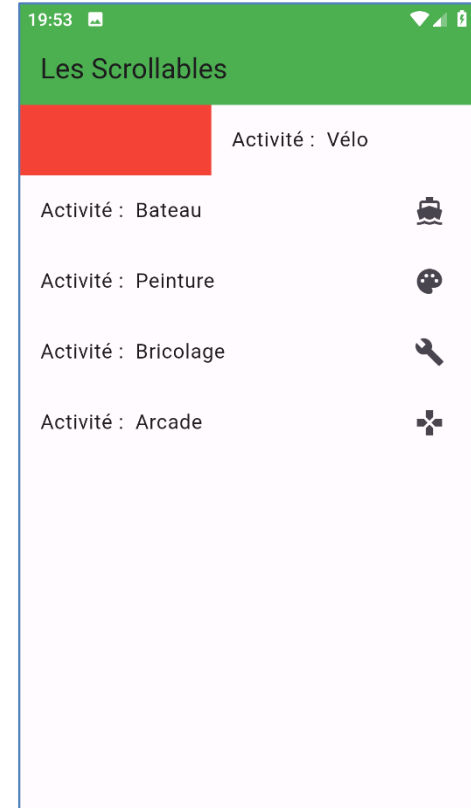 19:53
Les Scrollables
Activité : Vélo
Activité : Bateau
Activité : Peinture
Activité : Bricolage
Activité : Arcade